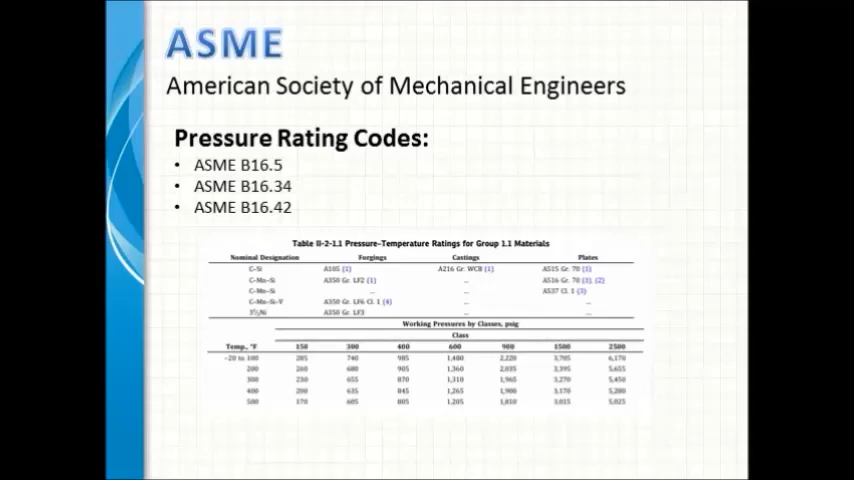 ASME
American Society of Mechanical Engineers
Pressure Rating Codes:
• ASME B16.5
• ASME B16.34
• ASME B16.42
Table II-2-1.1 Pressure–Temperature Ratings for Group 1.1 Materials
Nominal Designation Forgings Castings Plates
C–Si A105 (1) A216 Gr. WCB (1) A515 Gr. 70 (1)
C–Mn–Si A350 Gr. LF2 (1) ... A516 Gr. 70 (1), (2)
C–Mn–Si ... ... A537 Cl. 1 (3)
C–Mn–Si–V A350 Gr. LF6 Cl. 1 (4) ... ...
3½Ni A350 Gr. LF3 ... ...
Working Pressures by Classes, psig
Class
Temp., °F 150 300 400 600 900 1500 2500
−20 to 100 285 740 985 1,480 2,220 3,705 6,170
200 260 680 905 1,360 2,035 3,395 5,655
300 230 655 870 1,310 1,965 3,270 5,450
400 200 635 845 1,265 1,900 3,170 5,280
500 170 605 805 1,205 1,810 3,015 5,025